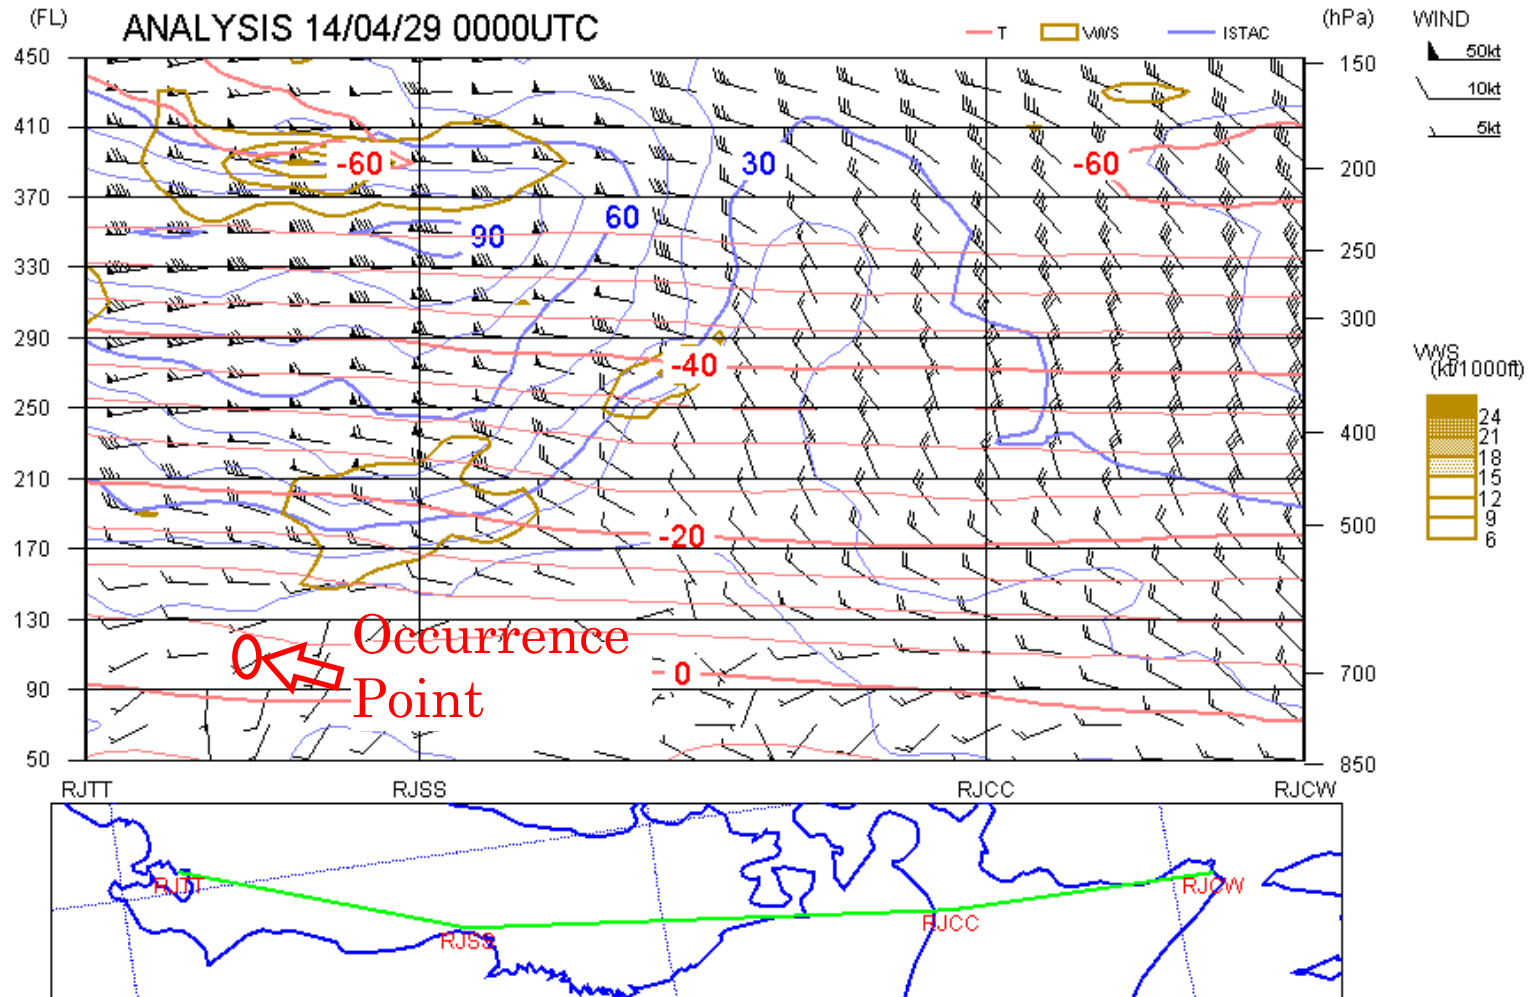 (FL) ANALYSIS 14/04/29 0000UTC T VWS ISTAC (hPa) WIND
450 150 50kt
10kt
410 5kt
-60 30 -60 200
370
60
90 250
330
300
290
-40 VWS
(kt/1000ft)
250
24
400 21
18
210 15
12
500 9
-20 6
170
130
Occurrence
0 700
90 Point
50 850
RJTT RJSS RJCC RJCW
RJTT RJCW
RJSS RJCC